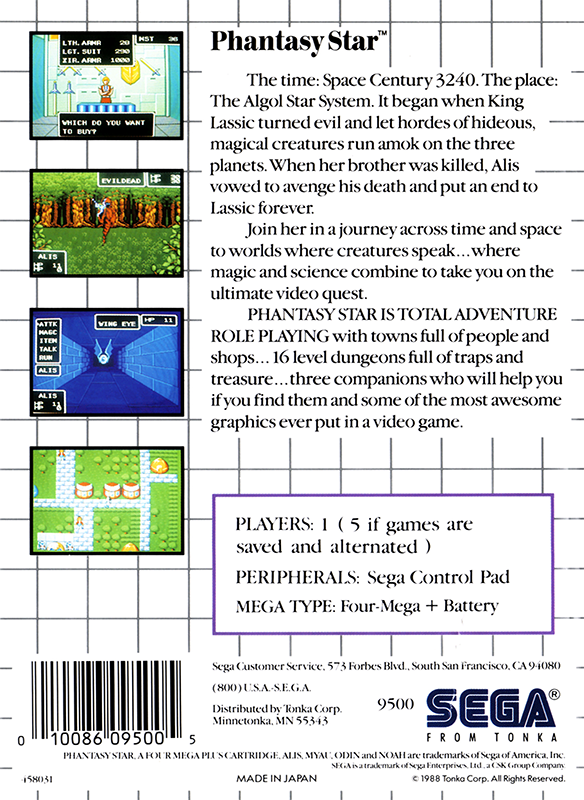 LTH. ARMR 28
LGT. SUIT 290
ZIR. ARMR 1000
MST 38
WHICH DO YOU WANT
TO BUY?
Phantasy Star™
The time: Space Century 3240. The place:
The Algol Star System. It began when King
Lassic turned evil and let hordes of hideous,
magical creatures run amok on the three
planets. When her brother was killed, Alis
vowed to avenge his death and put an end to
Lassic forever.
Join her in a journey across time and space
to worlds where creatures speak...where
magic and science combine to take you on the
ultimate video quest.
PHANTASY STAR IS TOTAL ADVENTURE
ROLE PLAYING with towns full of people and
shops... 16 level dungeons full of traps and
treasure...three companions who will help you
if you find them and some of the most awesome
graphics ever put in a video game.
EVILDEAD
ALIS
WING EYE
HP 11
ATTK
MAGC
ITEM
TALK
RUN
ALIS
ALIS
PLAYERS: 1 ( 5 if games are
saved and alternated )
PERIPHERALS: Sega Control Pad
MEGA TYPE: Four-Mega + Battery
Sega Customer Service, 573 Forbes Blvd., South San Francisco, CA 94080
(800) U.S.A.-S.E.G.A.
Distributed by Tonka Corp.
Minnetonka, MN 55343
9500
SEGA®
FROM TONKA
0 10086 09500 5
PHANTASY STAR, A FOUR MEGA PLUS CARTRIDGE, ALIS, MYAU, ODIN and NOAH are trademarks of Sega of America, Inc.
SEGA is a trademark of Sega Enterprises, Ltd., a CSK Group Company
458031
MADE IN JAPAN
© 1988 Tonka Corp. All Rights Reserved.